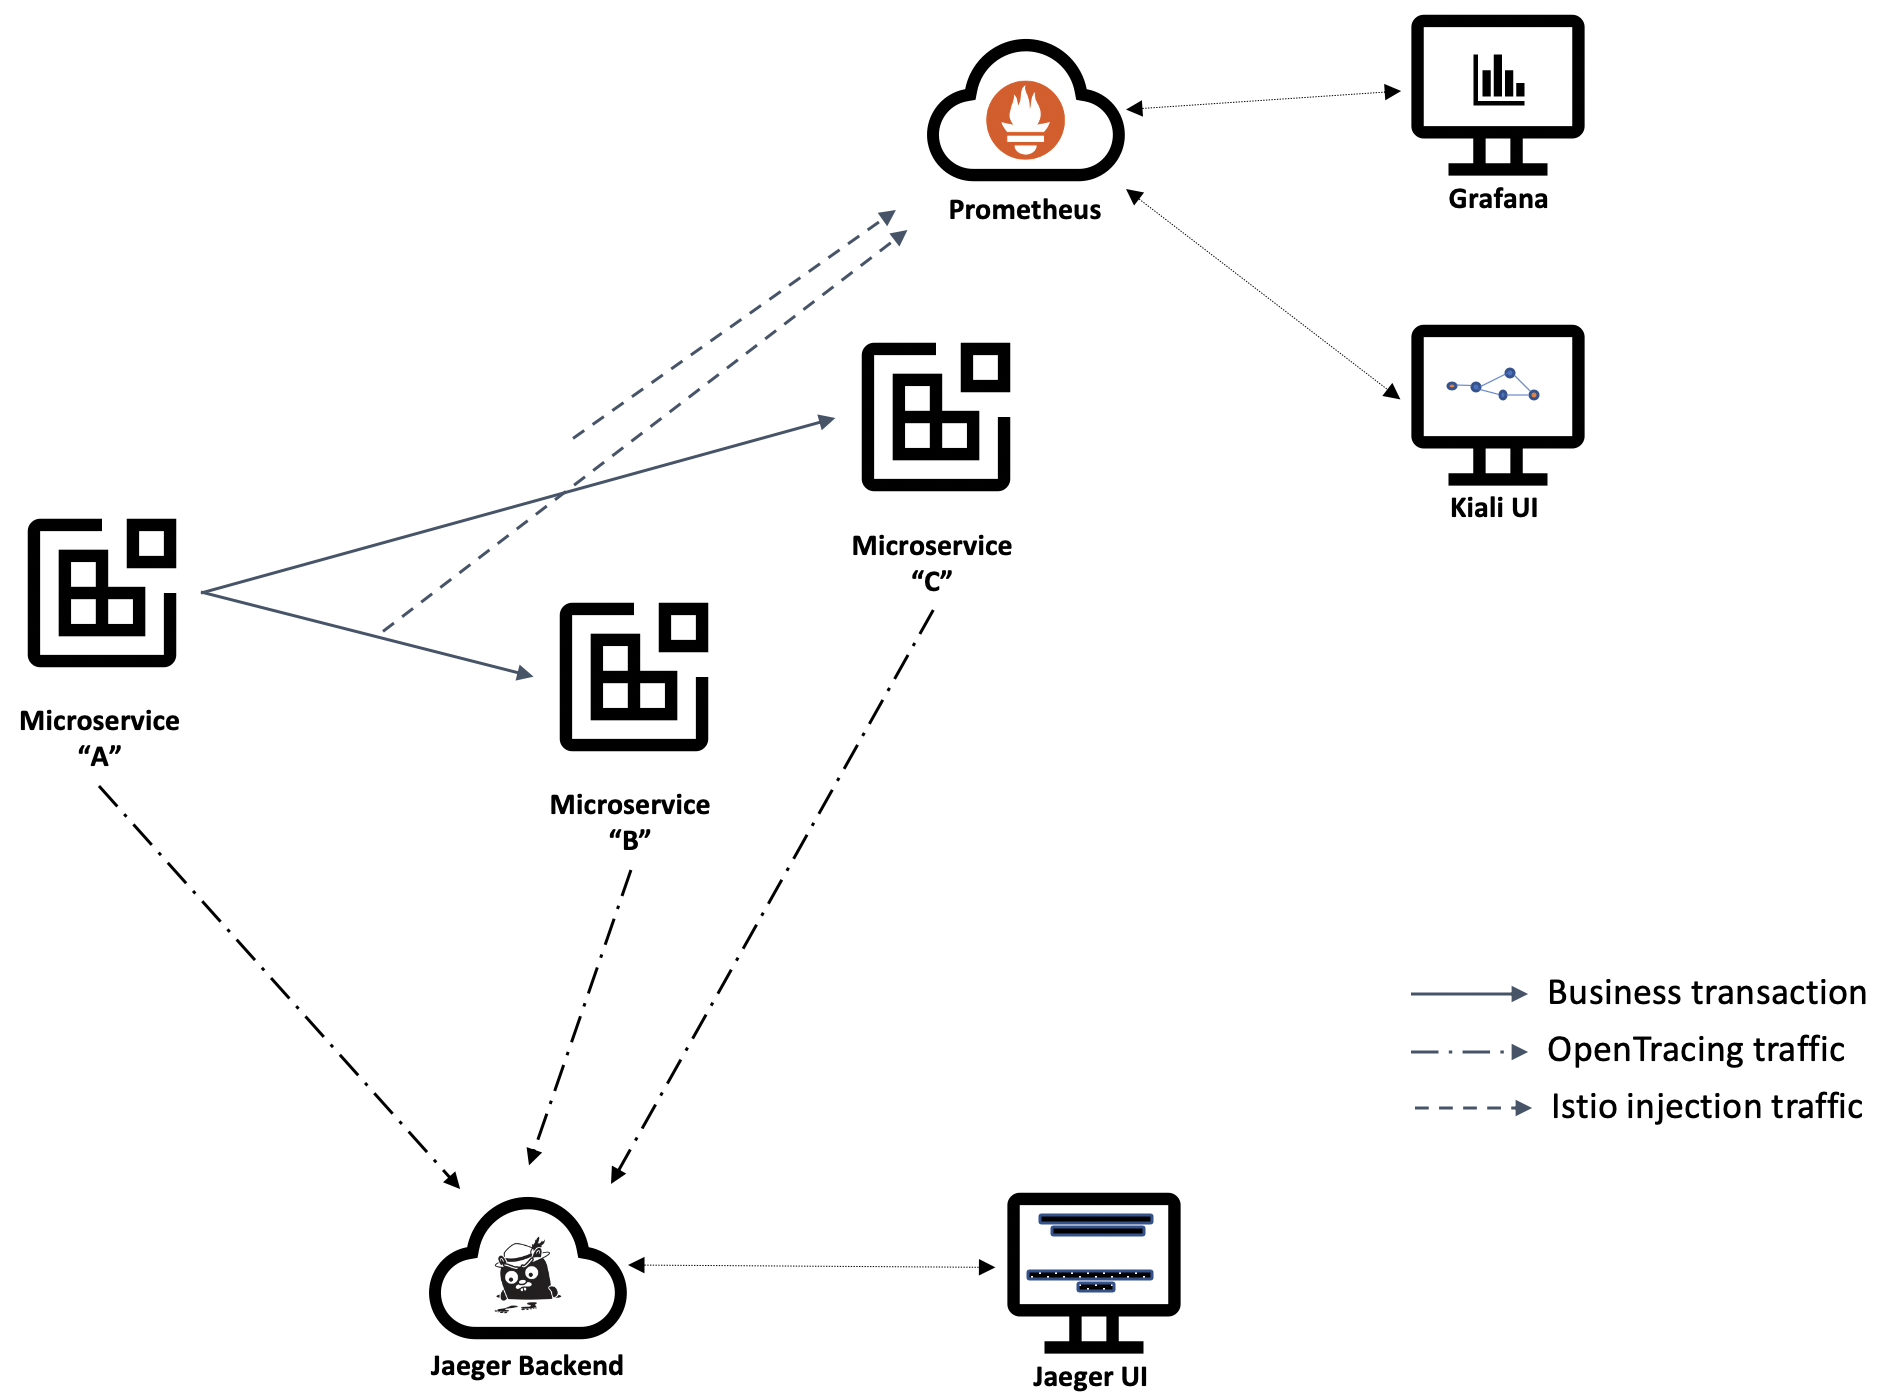 Prometheus
Grafana
Kiali UI
Microservice
“C”
Microservice
“A”
Microservice
“B”
Business transaction
OpenTracing traffic
Istio injection traffic
Jaeger Backend
Jaeger UI